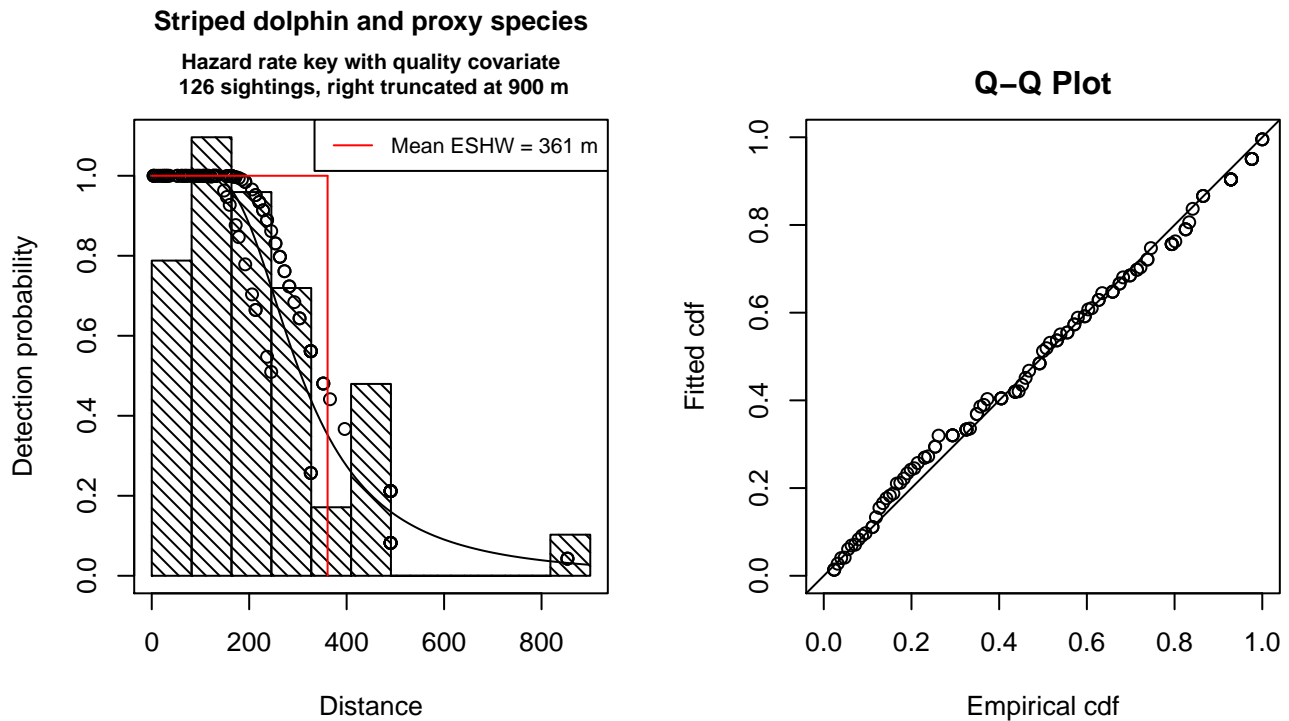 Striped dolphin and proxy species
Hazard rate key with quality covariate
126 sightings, right truncated at 900 m
Mean ESHW = 361 m
Detection probability
0.0 0.2 0.4 0.6 0.8 1.0
0 200 400 600 800
Distance
Q−Q Plot
Fitted cdf
0.0 0.2 0.4 0.6 0.8 1.0
0.0 0.2 0.4 0.6 0.8 1.0
Empirical cdf